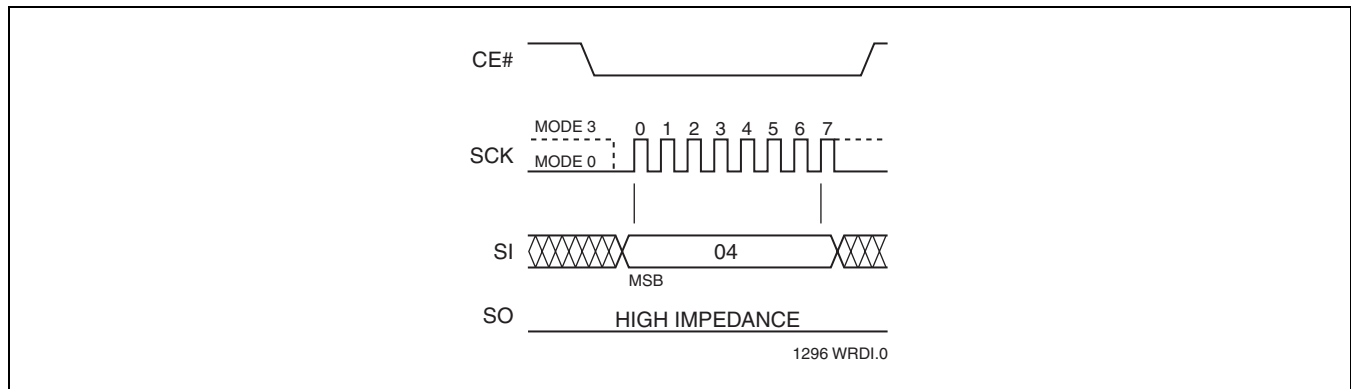 CE#
MODE 3
0 1 2 3 4 5 6 7
SCK
MODE 0
SI
04
MSB
SO
HIGH IMPEDANCE
1296 WRDI.0